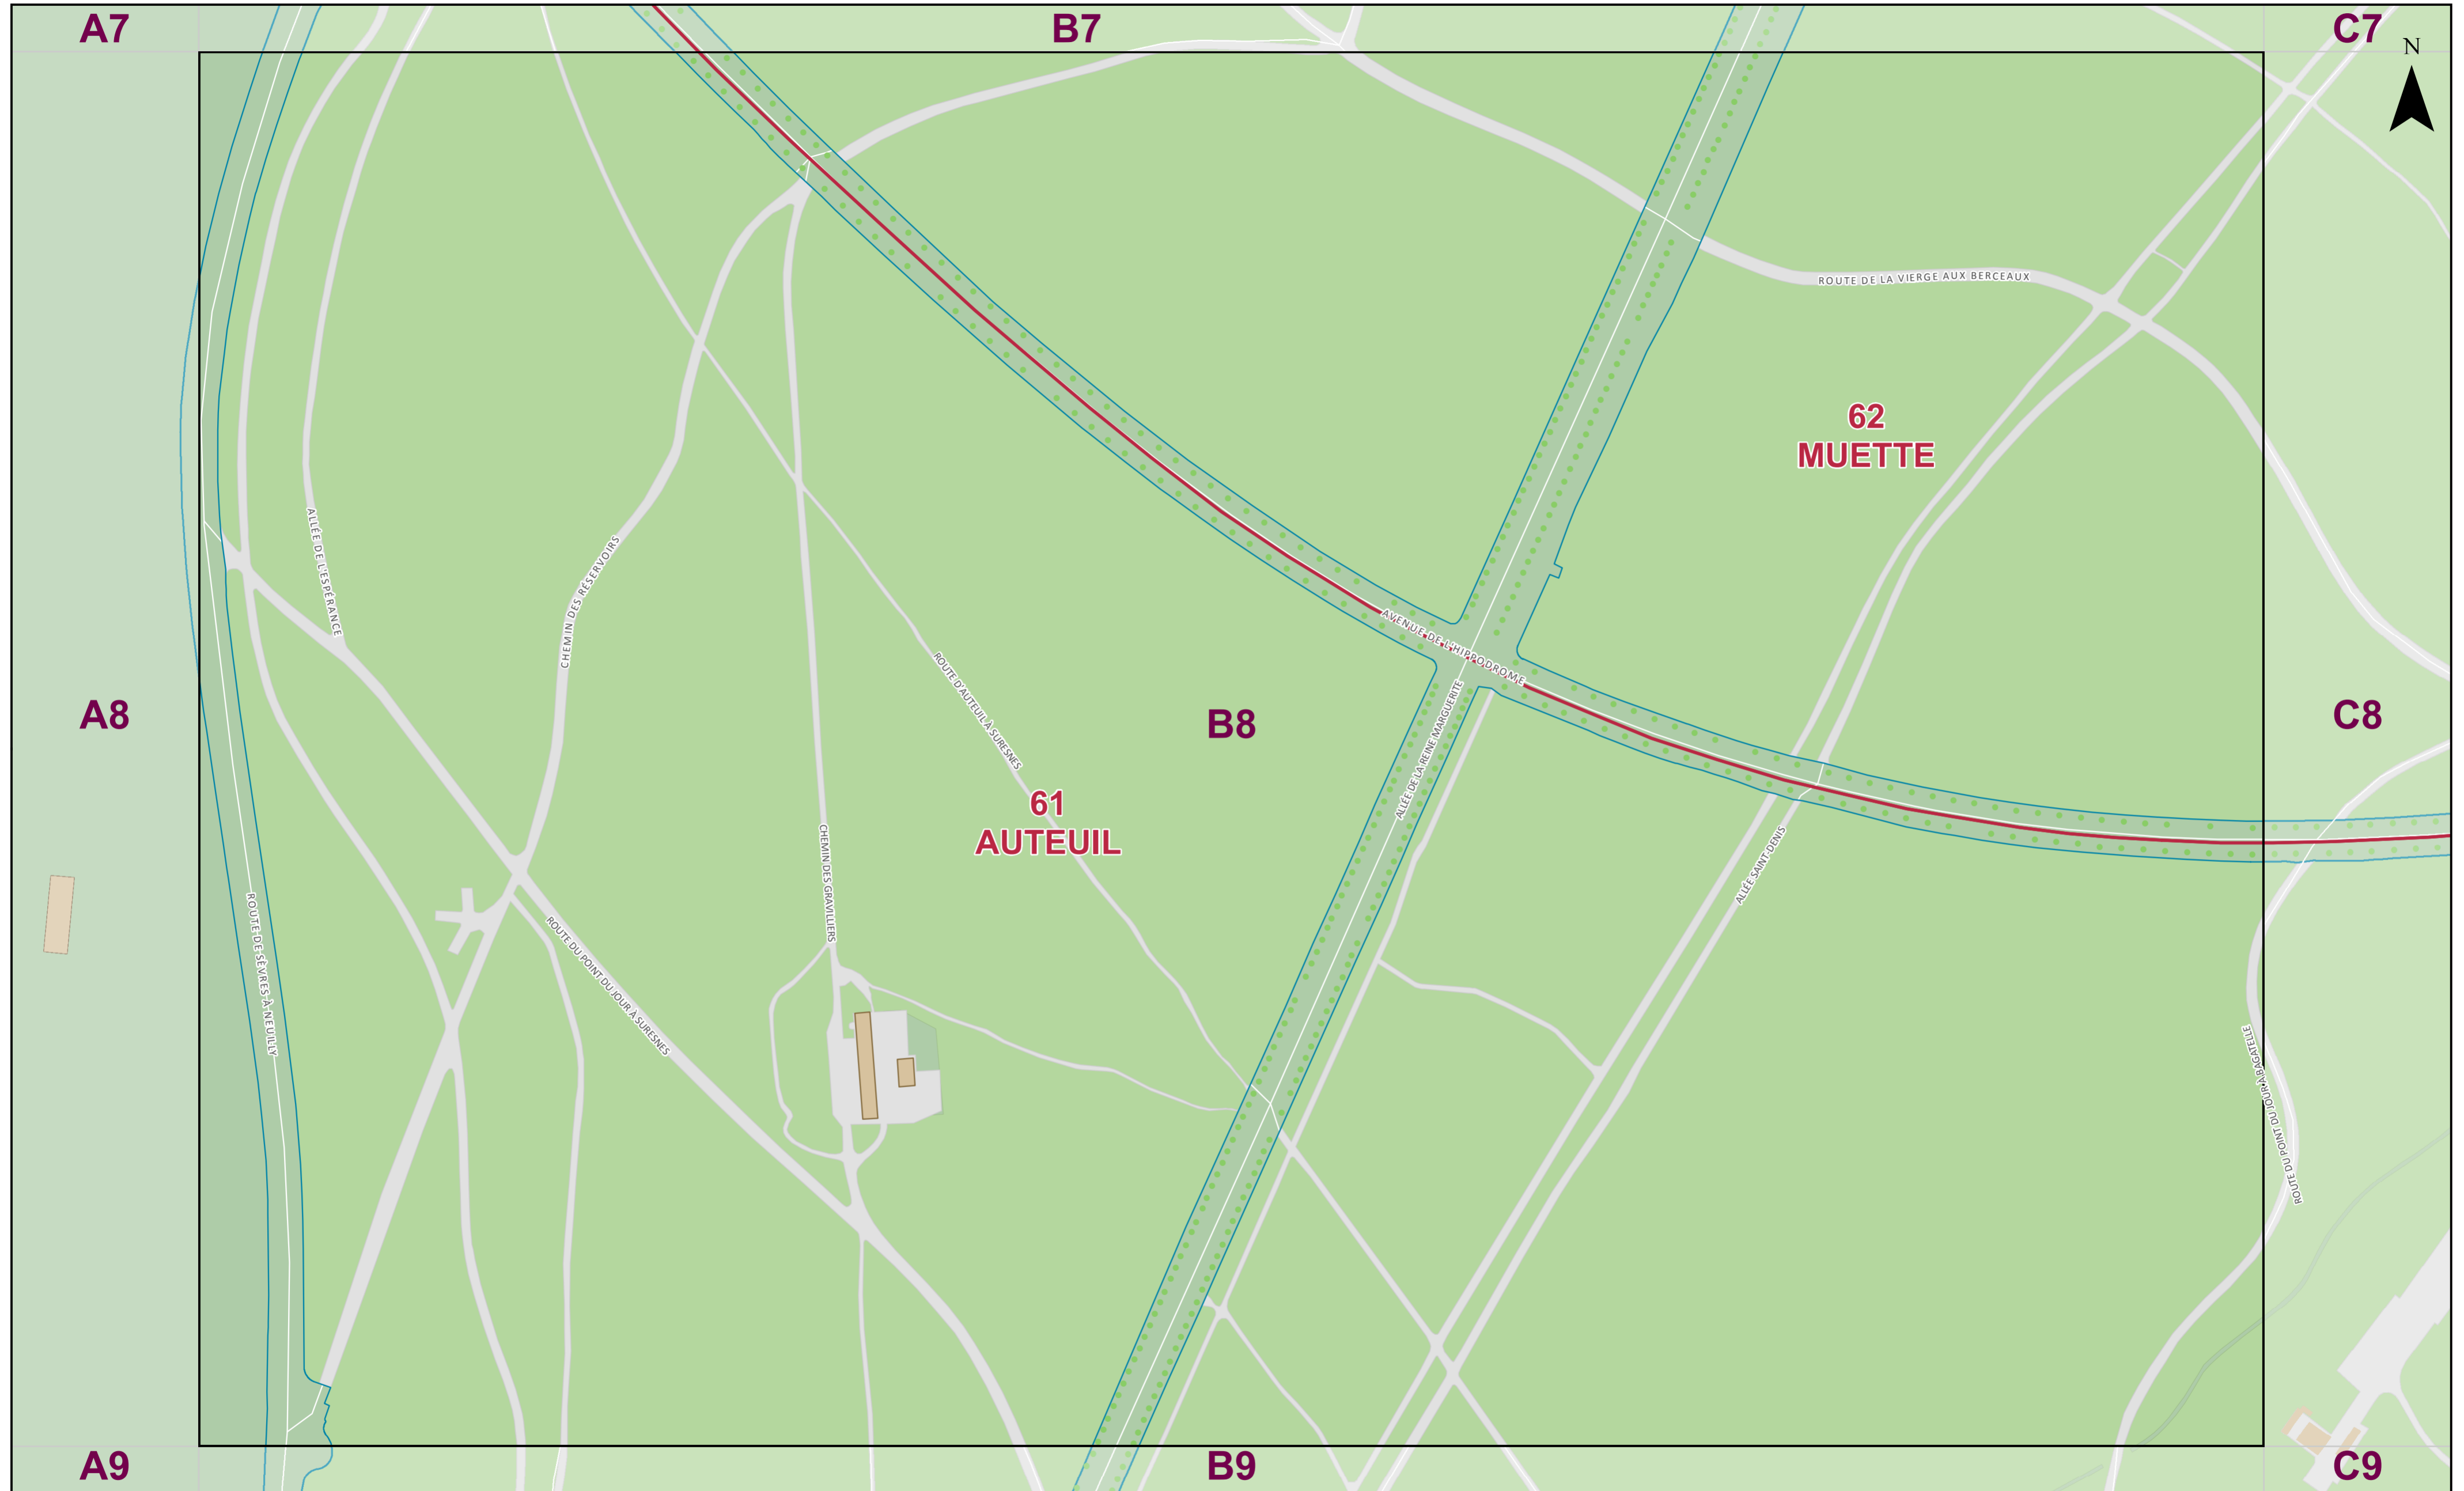 A7
B7
C7
N
ROUTE DE LA VIERGE AUX BERCEAUX
62
MUETTE
ALLÉE DE L'ESPÉRANCE
CHEMIN DES RÉSERVOIRS
AVENUE DE L'HIPPODROME
ROUTE D'AUTEUIL À SURESNES
ALLÉE DE LA REINE MARGUERITE
A8
B8
C8
61
AUTEUIL
CHEMIN DES GRAVILLIERS
ALLÉE SAINT-DENIS
ROUTE DE SÈVRES À NEUILLY
ROUTE DU POINT DU JOUR À SURESNES
ROUTE DU POINT DU JOUR À BAGATELLE
A9
B9
C9